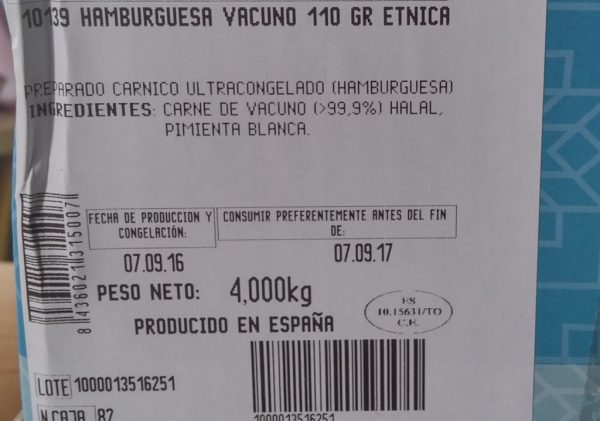 10139 HAMBURGUESA VACUNO 110 GR ETNICA
PREPARADO CARNICO ULTRACONGELADO (HAMBURGUESA)
INGREDIENTES: CARNE DE VACUNO (>99,9%) HALAL,
PIMIENTA BLANCA.
FECHA DE PRODUCCION Y
CONGELACIÓN:
07.09.16
CONSUMIR PREFERENTEMENTE ANTES DEL FIN
DE:
07.09.17
8436021315007
PESO NETO: 4,000kg
ES
10.15631/TO
C.E.
PRODUCIDO EN ESPAÑA
LOTE 1000013516251
1000013516251
N.CAJA 87